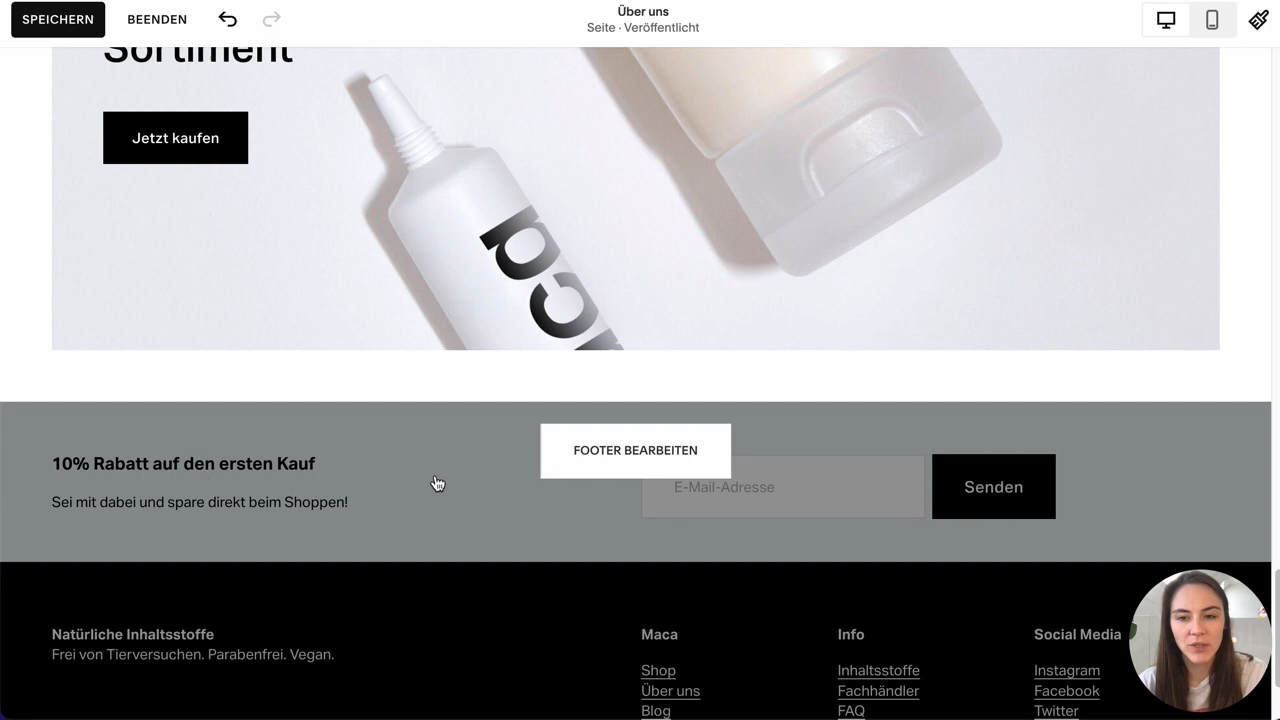 SPEICHERN
BEENDEN
Über uns
Seite · Veröffentlicht
Sortiment
Jetzt kaufen
FOOTER BEARBEITEN
10% Rabatt auf den ersten Kauf
Sei mit dabei und spare direkt beim Shoppen!
E-Mail-Adresse
Senden
Natürliche Inhaltsstoffe
Frei von Tierversuchen. Parabenfrei. Vegan.
Maca
Shop
Über uns
Blog
Info
Inhaltsstoffe
Fachhändler
FAQ
Social Media
Instagram
Facebook
Twitter